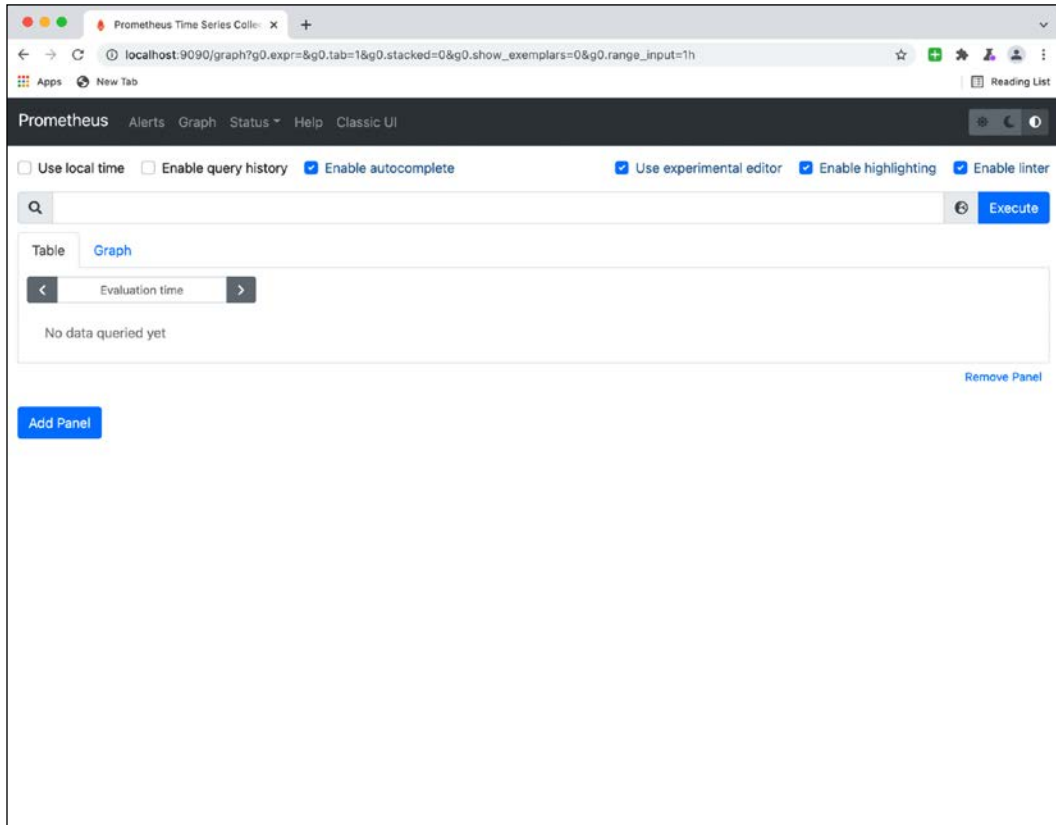 Prometheus Time Series Collec
localhost:9090/graph?g0.expr=&g0.tab=1&g0.stacked=0&g0.show_exemplars=0&g0.range_input=1h
Apps New Tab Reading List
Prometheus Alerts Graph Status Help Classic UI
Use local time Enable query history Enable autocomplete Use experimental editor Enable highlighting Enable linter
Execute
Table Graph
Evaluation time
No data queried yet
Remove Panel
Add Panel